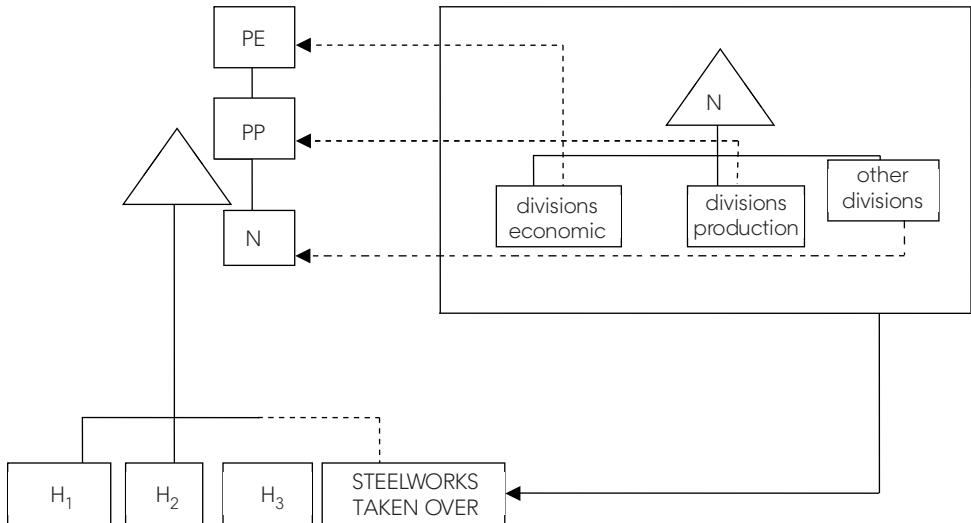 PE
PP
N
N
divisions
economic
divisions
production
other
divisions
H₁
H₂
H₃
STEELWORKS
TAKEN OVER